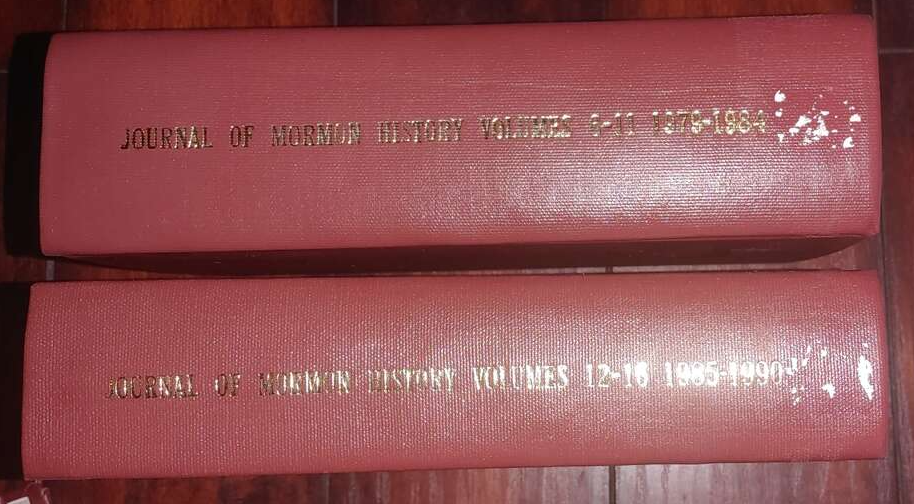 JOURNAL OF MORMON HISTORY VOLUMES 6-11 1979-1984
JOURNAL OF MORMON HISTORY VOLUMES 12-16 1985-1990